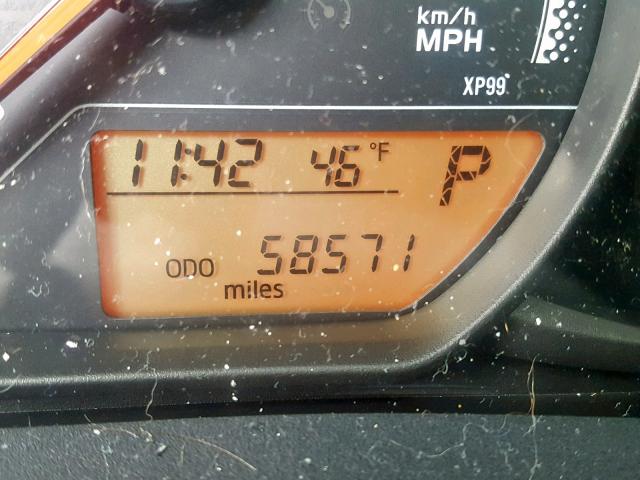 km/h
MPH
XP99
11:42 46°F P
ODO 58571
miles